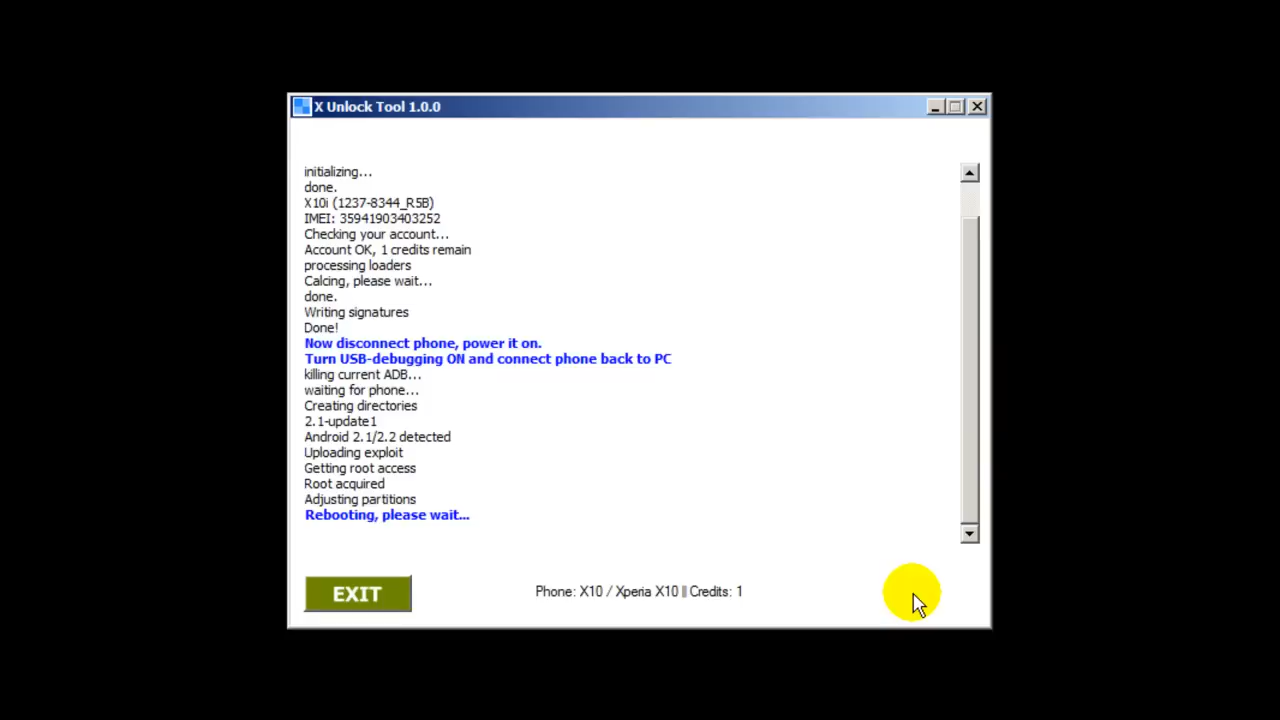 X Unlock Tool 1.0.0
initializing...
done.
X10i (1237-8344_R5B)
IMEI: 35941903403252
Checking your account...
Account OK, 1 credits remain
processing loaders
Calcing, please wait...
done.
Writing signatures
Done!
Now disconnect phone, power it on.
Turn USB-debugging ON and connect phone back to PC
killing current ADB...
waiting for phone...
Creating directories
2.1-update1
Android 2.1/2.2 detected
Uploading exploit
Getting root access
Root acquired
Adjusting partitions
Rebooting, please wait...
EXIT
Phone: X10 / Xperia X10 || Credits: 1